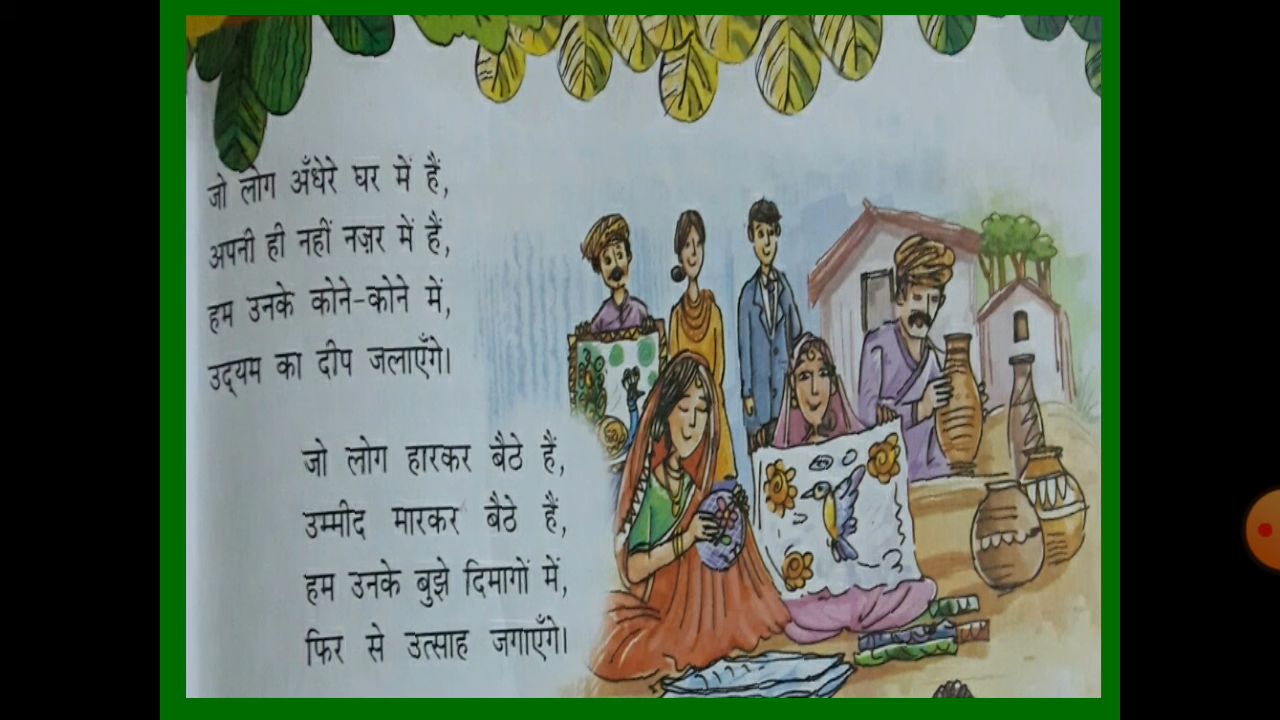 जो लोग अँधेरे घर में हैं,
अपनी ही नहीं नज़र में हैं,
हम उनके कोने-कोने में,
उद्यम का दीप जलाएँगे।
जो लोग हारकर बैठे हैं,
उम्मीद मारकर बैठे हैं,
हम उनके बुझे दिमागों में,
फिर से उत्साह जगाएँगे।